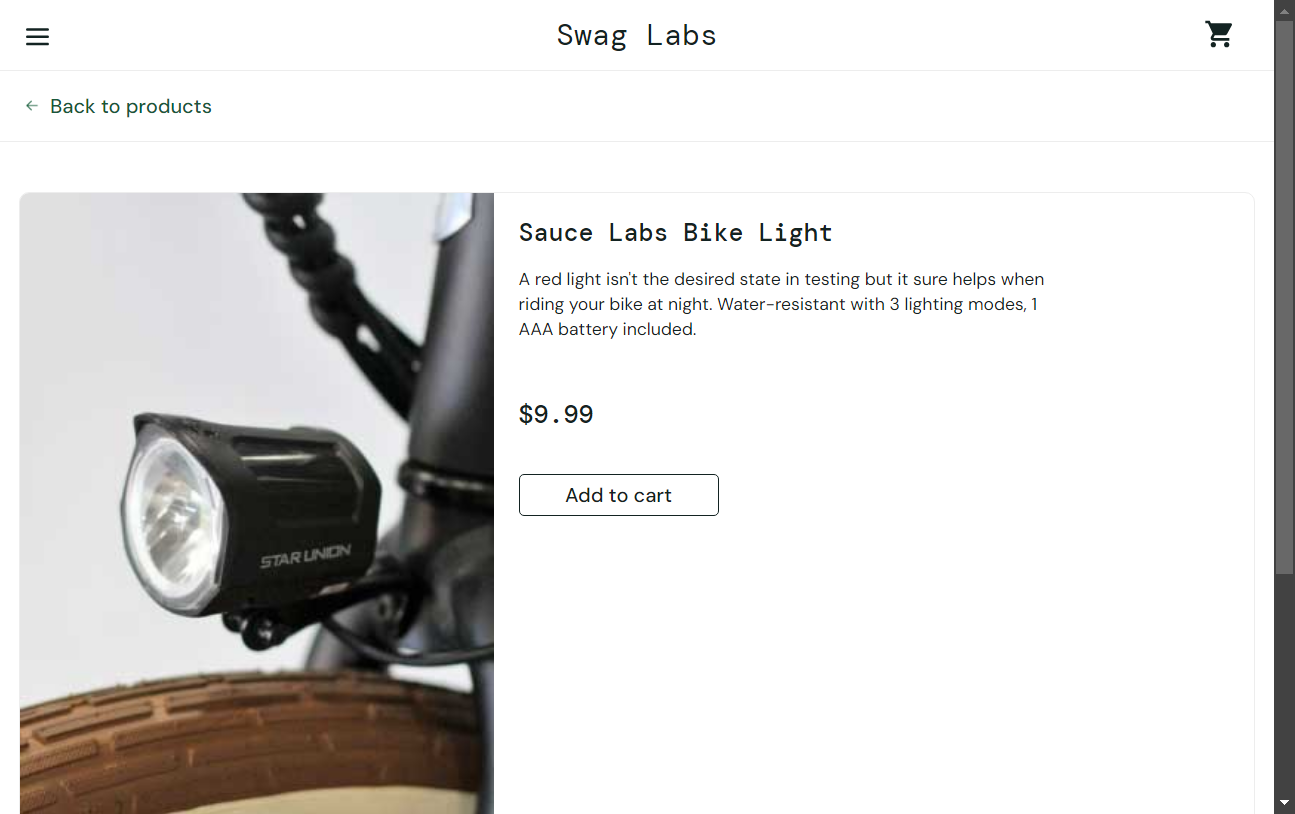 Swag Labs
Back to products
Sauce Labs Bike Light
A red light isn't the desired state in testing but it sure helps when
riding your bike at night. Water-resistant with 3 lighting modes, 1
AAA battery included.
$9.99
Add to cart
STAR UNION